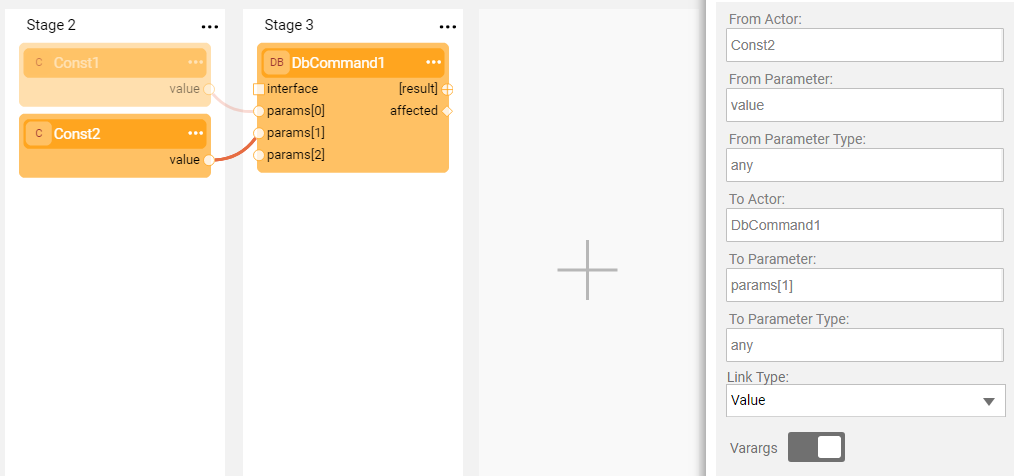 Stage 2
C Const1
value
C Const2
value
Stage 3
DB DbCommand1
interface [result]
params[0] affected
params[1]
params[2]
From Actor:
Const2
From Parameter:
value
From Parameter Type:
any
To Actor:
DbCommand1
To Parameter:
params[1]
To Parameter Type:
any
Link Type:
Value
Varargs